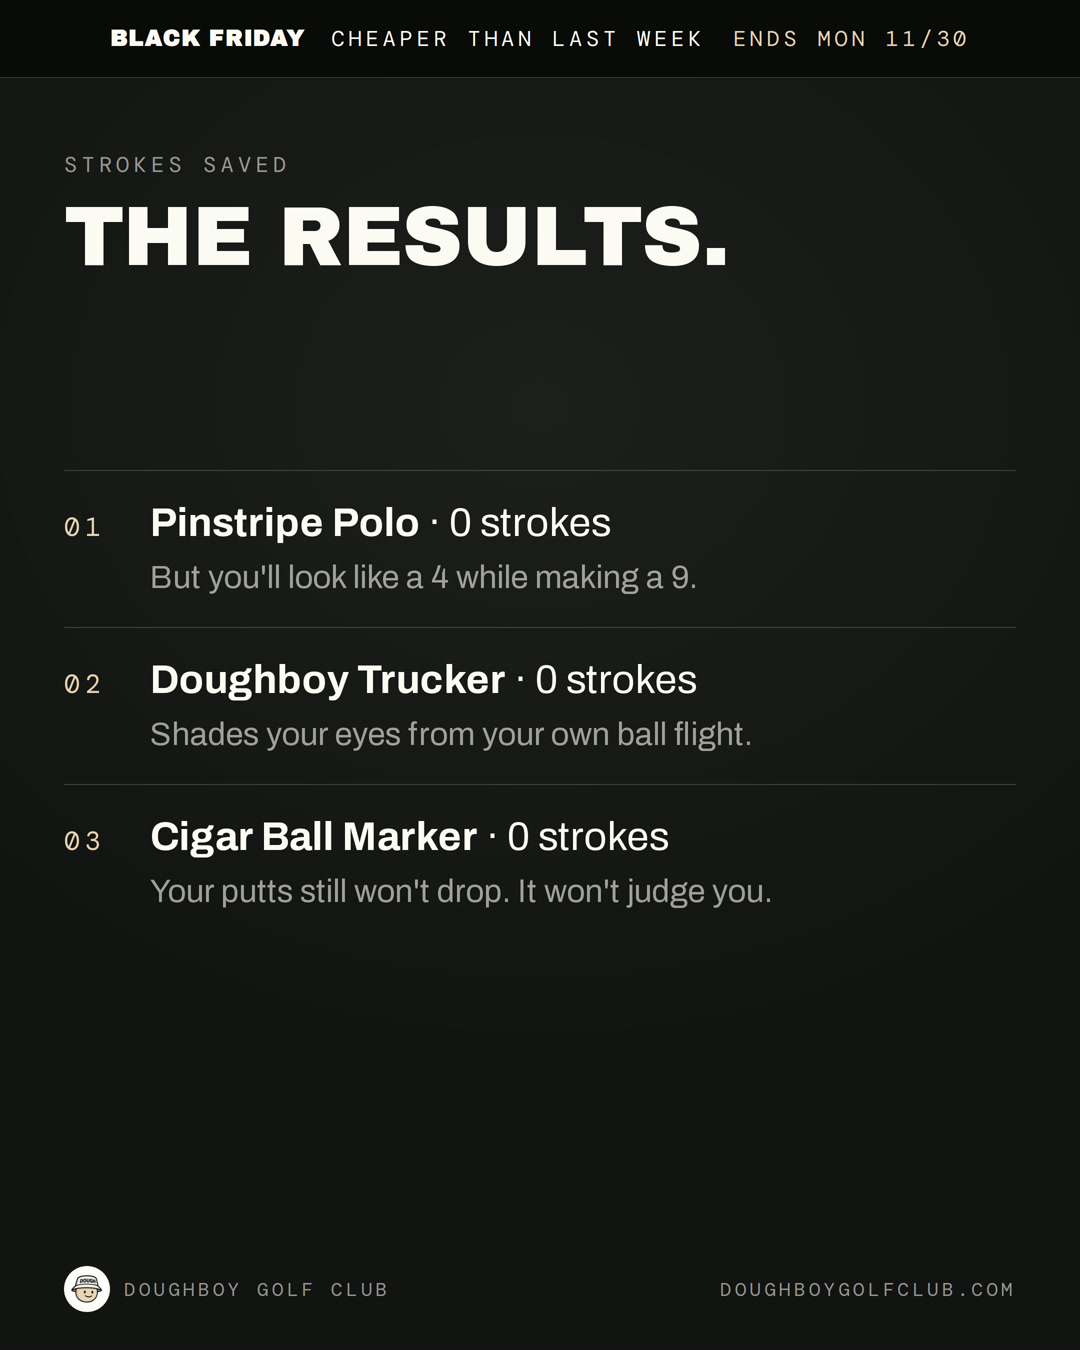 BLACK FRIDAY CHEAPER THAN LAST WEEK ENDS MON 11/30
STROKES SAVED
THE RESULTS.
01 Pinstripe Polo · 0 strokes
But you'll look like a 4 while making a 9.
02 Doughboy Trucker · 0 strokes
Shades your eyes from your own ball flight.
03 Cigar Ball Marker · 0 strokes
Your putts still won't drop. It won't judge you.
DOUGH
DOUGHBOY GOLF CLUB
DOUGHBOYGOLFCLUB.COM